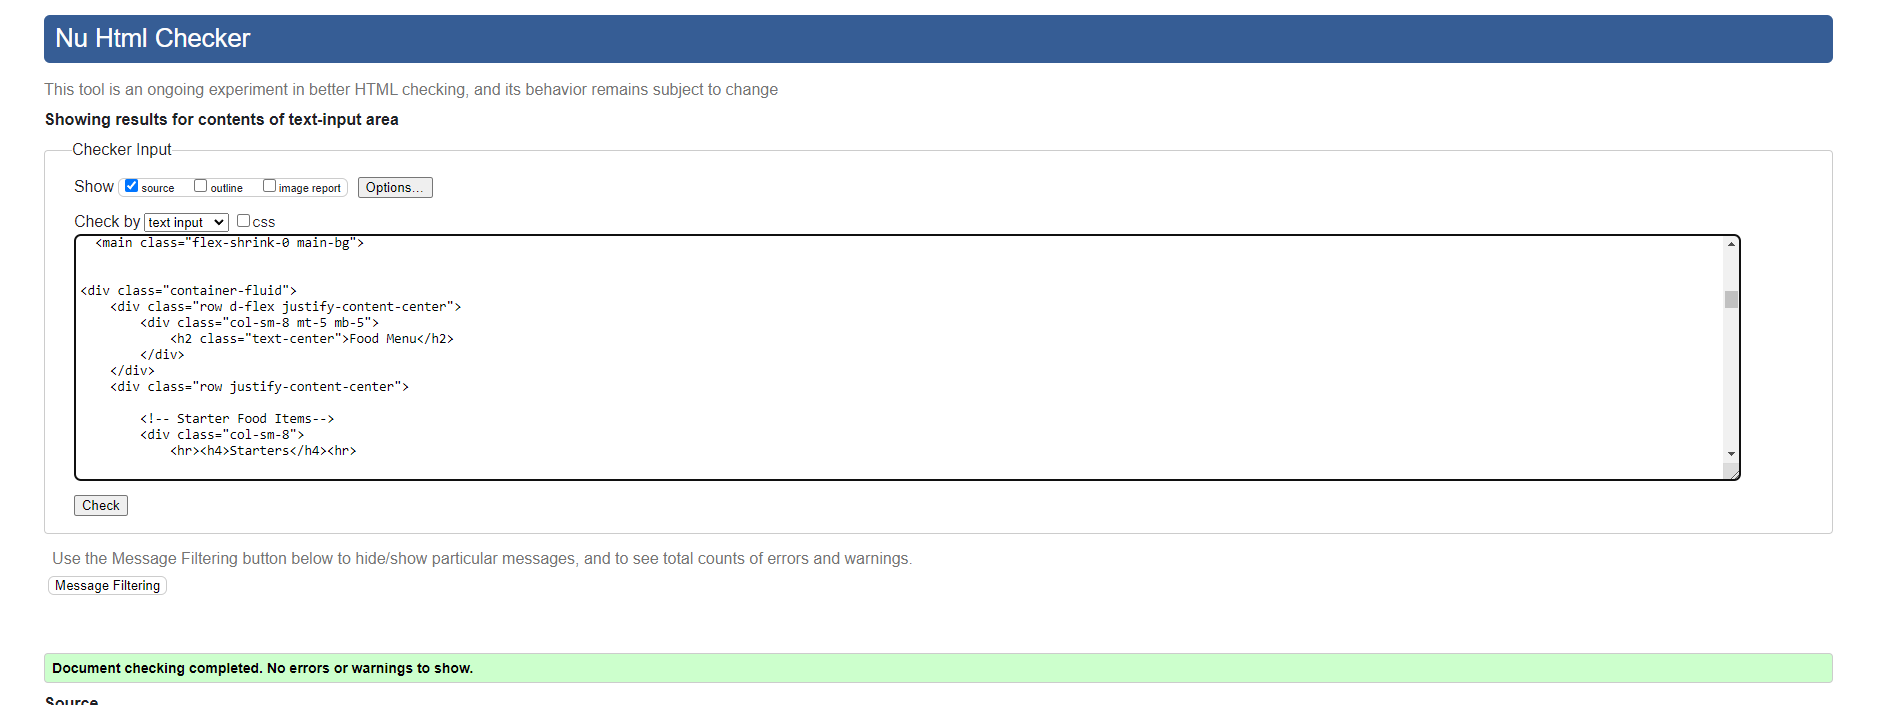 Nu Html Checker
This tool is an ongoing experiment in better HTML checking, and its behavior remains subject to change
Showing results for contents of text-input area
Checker Input
Show source outline image report Options...
Check by text input css
<main class="flex-shrink-0 main-bg">
<div class="container-fluid">
<div class="row d-flex justify-content-center">
<div class="col-sm-8 mt-5 mb-5">
<h2 class="text-center">Food Menu</h2>
</div>
</div>
<div class="row justify-content-center">
<!-- Starter Food Items-->
<div class="col-sm-8">
<hr><h4>Starters</h4><hr>
Check
Use the Message Filtering button below to hide/show particular messages, and to see total counts of errors and warnings.
Message Filtering
Document checking completed. No errors or warnings to show.
Source